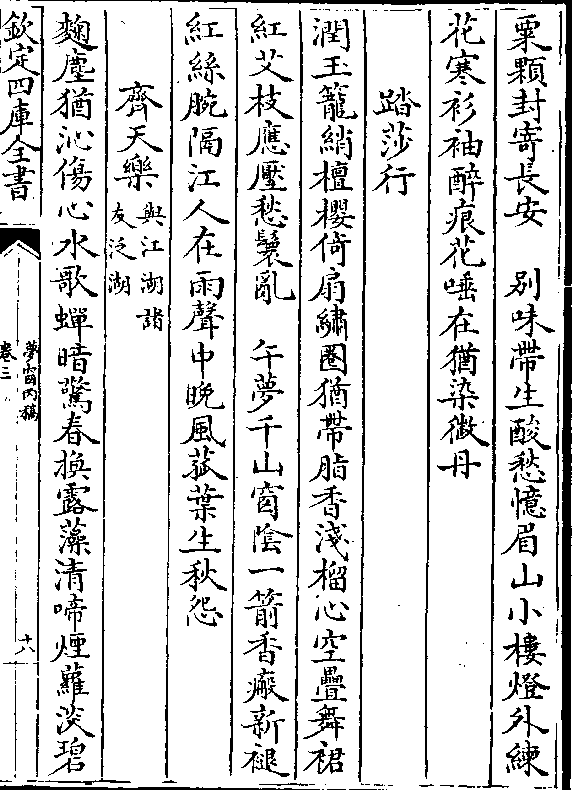 粟顆封寄長安　別味帶生酸愁憶眉山小樓燈外練
花寒衫袖醉痕花唾在猶染微丹
踏莎行
潤玉籠綃檀櫻倚扇繡圈猶帶脂香淺榴心空疊舞裙
紅艾枝應壓愁鬟亂　午夢千山窗陰一箭香瘢新褪
紅絲腕隔江人在雨聲中晚風菰葉生秋怨
齊天樂與江湖諸友泛湖
麴塵猶沁傷心水歌蟬暗驚春換露藻清啼煙蘿淡碧
欽定四庫全書
夢窗丙稿
卷三
十八